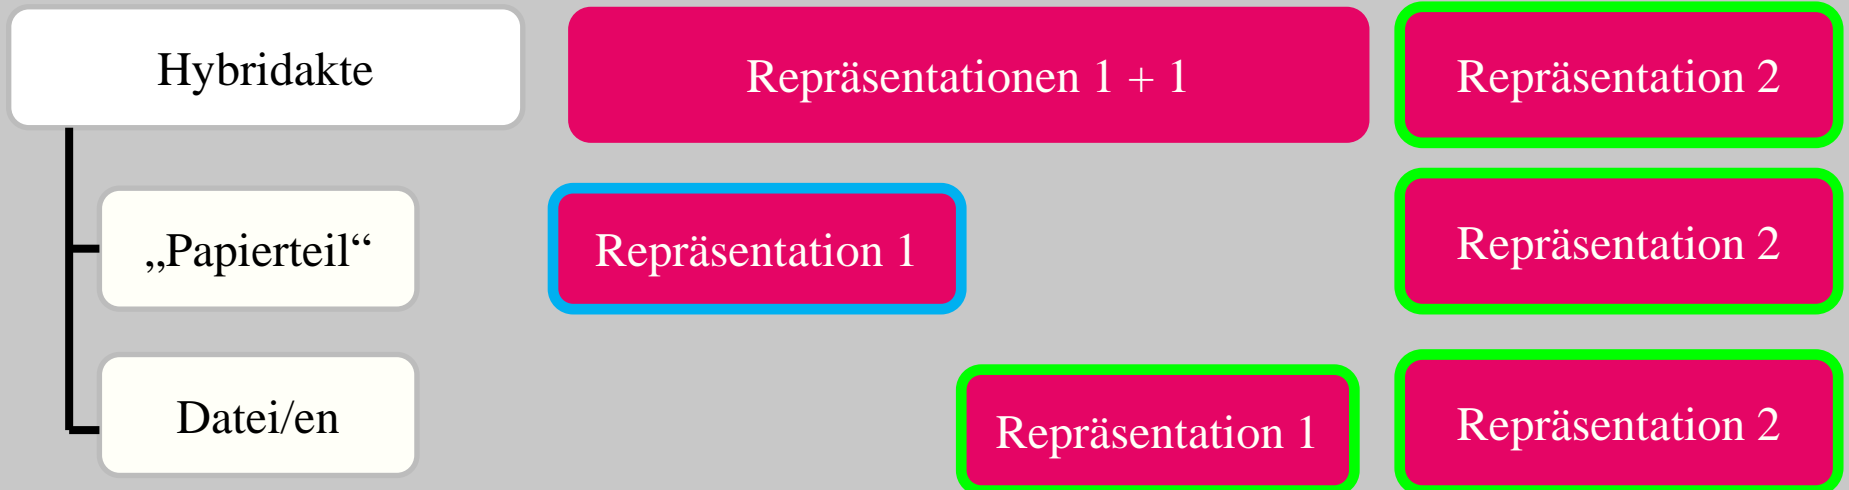 Hybridakte
Repräsentationen 1 + 1
Repräsentation 2
„Papierteil“
Repräsentation 1
Repräsentation 2
Datei/en
Repräsentation 1
Repräsentation 2